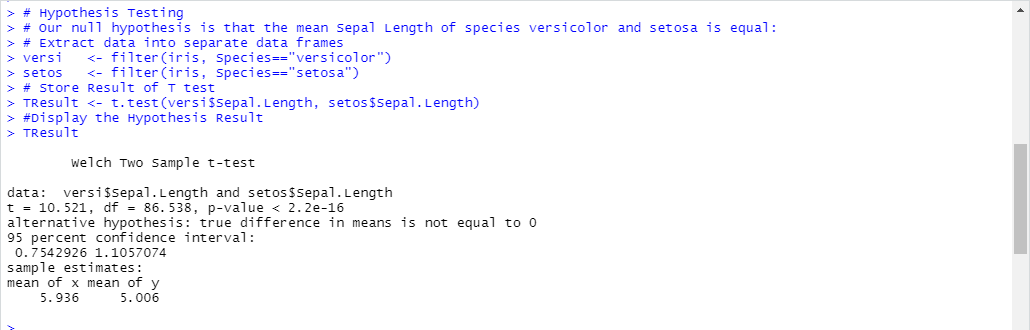 > # Hypothesis Testing
> # Our null hypothesis is that the mean Sepal Length of species versicolor and setosa is equal:
> # Extract data into separate data frames
> versi   <- filter(iris, Species=="versicolor")
> setos   <- filter(iris, Species=="setosa")
> # Store Result of T test
> TResult <- t.test(versi$Sepal.Length, setos$Sepal.Length)
> #Display the Hypothesis Result
> TResult
        Welch Two Sample t-test
data:  versi$Sepal.Length and setos$Sepal.Length
t = 10.521, df = 86.538, p-value < 2.2e-16
alternative hypothesis: true difference in means is not equal to 0
95 percent confidence interval:
 0.7542926 1.1057074
sample estimates:
mean of x mean of y
    5.936     5.006
>